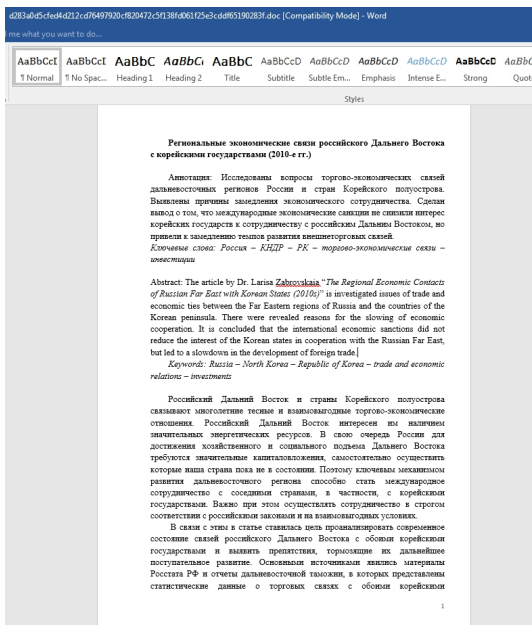 d283a0d5cfed4d212cd76497920cf820472c5f138fd061f25e3cddf65190283f.doc [Compatibility Mode] - Word
me what you want to do...
AaBbCcI AaBbCcI AaBbC AaBbCc AaBbC AaBbCcD AaBbCcD AaBbCcD AaBbCcD AaBbCcD AaBbC
¶ Normal ¶ No Spac... Heading 1 Heading 2 Title Subtitle Subtle Em... Emphasis Intense E... Strong Quot
Styles
Региональные экономические связи российского Дальнего Востока
с корейскими государствами (2010-е гг.)
Аннотация: Исследованы вопросы торгово-экономических связей
дальневосточных регионов России и стран Корейского полуострова.
Выявлены причины замедления экономического сотрудничества. Сделан
вывод о том, что международные экономические санкции не снизили интерес
корейских государств к сотрудничеству с российским Дальним Востоком, но
привели к замедлению темпов развития внешнеторговых связей.
Ключевые слова: Россия – КНДР – РК – торгово-экономические связи –
инвестиции
Abstract: The article by Dr. Larisa Zabrovskaia “The Regional Economic Contacts
of Russian Far East with Korean States (2010s)” is investigated issues of trade and
economic ties between the Far Eastern regions of Russia and the countries of the
Korean peninsula. There were revealed reasons for the slowing of economic
cooperation. It is concluded that the international economic sanctions did not
reduce the interest of the Korean states in cooperation with the Russian Far East,
but led to a slowdown in the development of foreign trade.
Keywords: Russia – North Korea – Republic of Korea – trade and economic
relations – investments
Российский Дальний Восток и страны Корейского полуострова
связывают многолетние тесные и взаимовыгодные торгово-экономические
отношения. Российский Дальний Восток интересен им наличием
значительных энергетических ресурсов. В свою очередь России для
достижения хозяйственного и социального подъема Дальнего Востока
требуются значительные капиталовложения, самостоятельно осуществить
которые наша страна пока не в состоянии. Поэтому ключевым механизмом
развития дальневосточного региона способно стать международное
сотрудничество с соседними странами, в частности, с корейскими
государствами. Важно при этом осуществлять сотрудничество в строгом
соответствии с российскими законами и на взаимовыгодных условиях.
В связи с этим в статье ставилась цель проанализировать современное
состояние связей российского Дальнего Востока с обоими корейскими
государствами и выявить препятствия, тормозящие их дальнейшее
поступательное развитие. Основными источниками явились материалы
Росстата РФ и отчеты дальневосточной таможни, в которых представлены
статистические данные о торговых связях с обоими корейскими
1